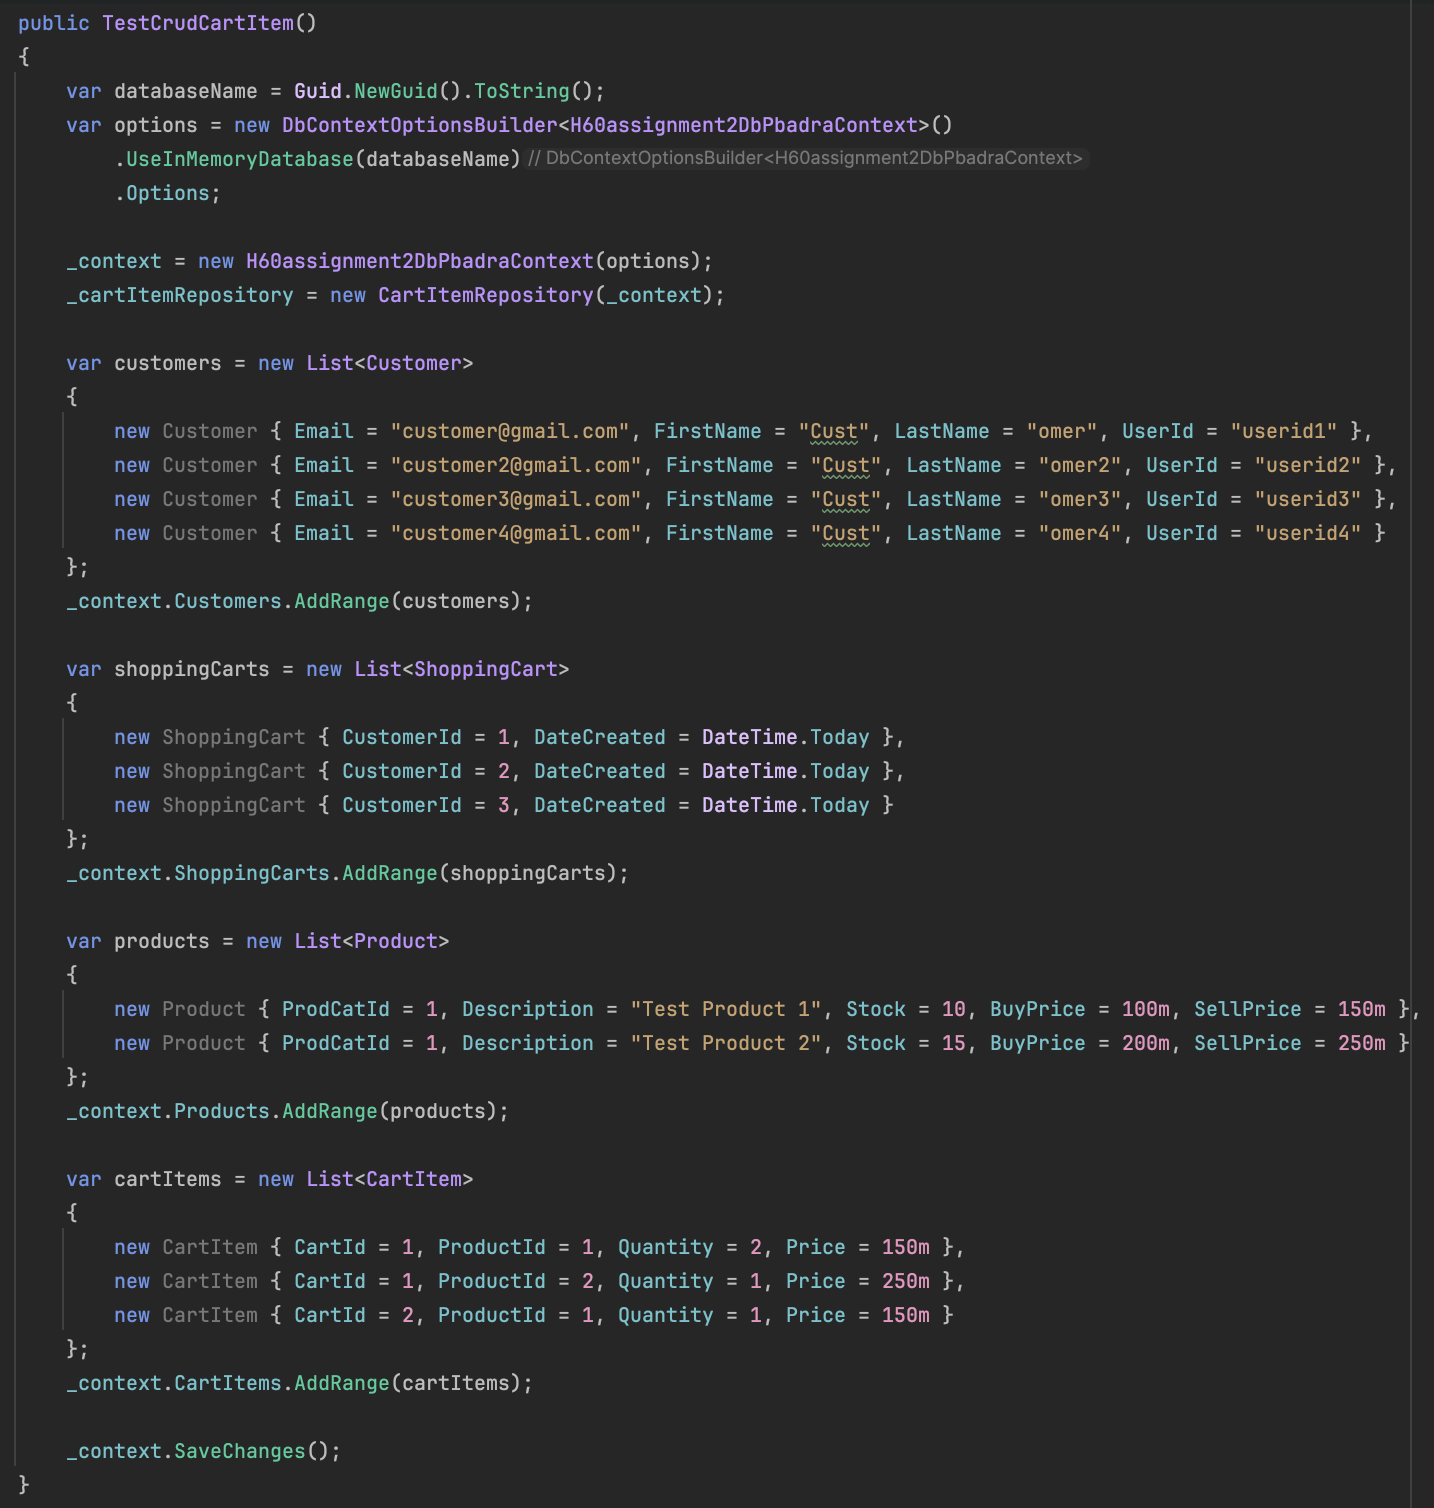 public TestCrudCartItem()
{
    var databaseName = Guid.NewGuid().ToString();
    var options = new DbContextOptionsBuilder<H60assignment2DbPbadraContext>()
        .UseInMemoryDatabase(databaseName) // DbContextOptionsBuilder<H60assignment2DbPbadraContext>
        .Options;

    _context = new H60assignment2DbPbadraContext(options);
    _cartItemRepository = new CartItemRepository(_context);

    var customers = new List<Customer>
    {
        new Customer { Email = "customer@gmail.com", FirstName = "Cust", LastName = "omer", UserId = "userid1" },
        new Customer { Email = "customer2@gmail.com", FirstName = "Cust", LastName = "omer2", UserId = "userid2" },
        new Customer { Email = "customer3@gmail.com", FirstName = "Cust", LastName = "omer3", UserId = "userid3" },
        new Customer { Email = "customer4@gmail.com", FirstName = "Cust", LastName = "omer4", UserId = "userid4" }
    };
    _context.Customers.AddRange(customers);

    var shoppingCarts = new List<ShoppingCart>
    {
        new ShoppingCart { CustomerId = 1, DateCreated = DateTime.Today },
        new ShoppingCart { CustomerId = 2, DateCreated = DateTime.Today },
        new ShoppingCart { CustomerId = 3, DateCreated = DateTime.Today }
    };
    _context.ShoppingCarts.AddRange(shoppingCarts);

    var products = new List<Product>
    {
        new Product { ProdCatId = 1, Description = "Test Product 1", Stock = 10, BuyPrice = 100m, SellPrice = 150m },
        new Product { ProdCatId = 1, Description = "Test Product 2", Stock = 15, BuyPrice = 200m, SellPrice = 250m }
    };
    _context.Products.AddRange(products);

    var cartItems = new List<CartItem>
    {
        new CartItem { CartId = 1, ProductId = 1, Quantity = 2, Price = 150m },
        new CartItem { CartId = 1, ProductId = 2, Quantity = 1, Price = 250m },
        new CartItem { CartId = 2, ProductId = 1, Quantity = 1, Price = 150m }
    };
    _context.CartItems.AddRange(cartItems);

    _context.SaveChanges();
}